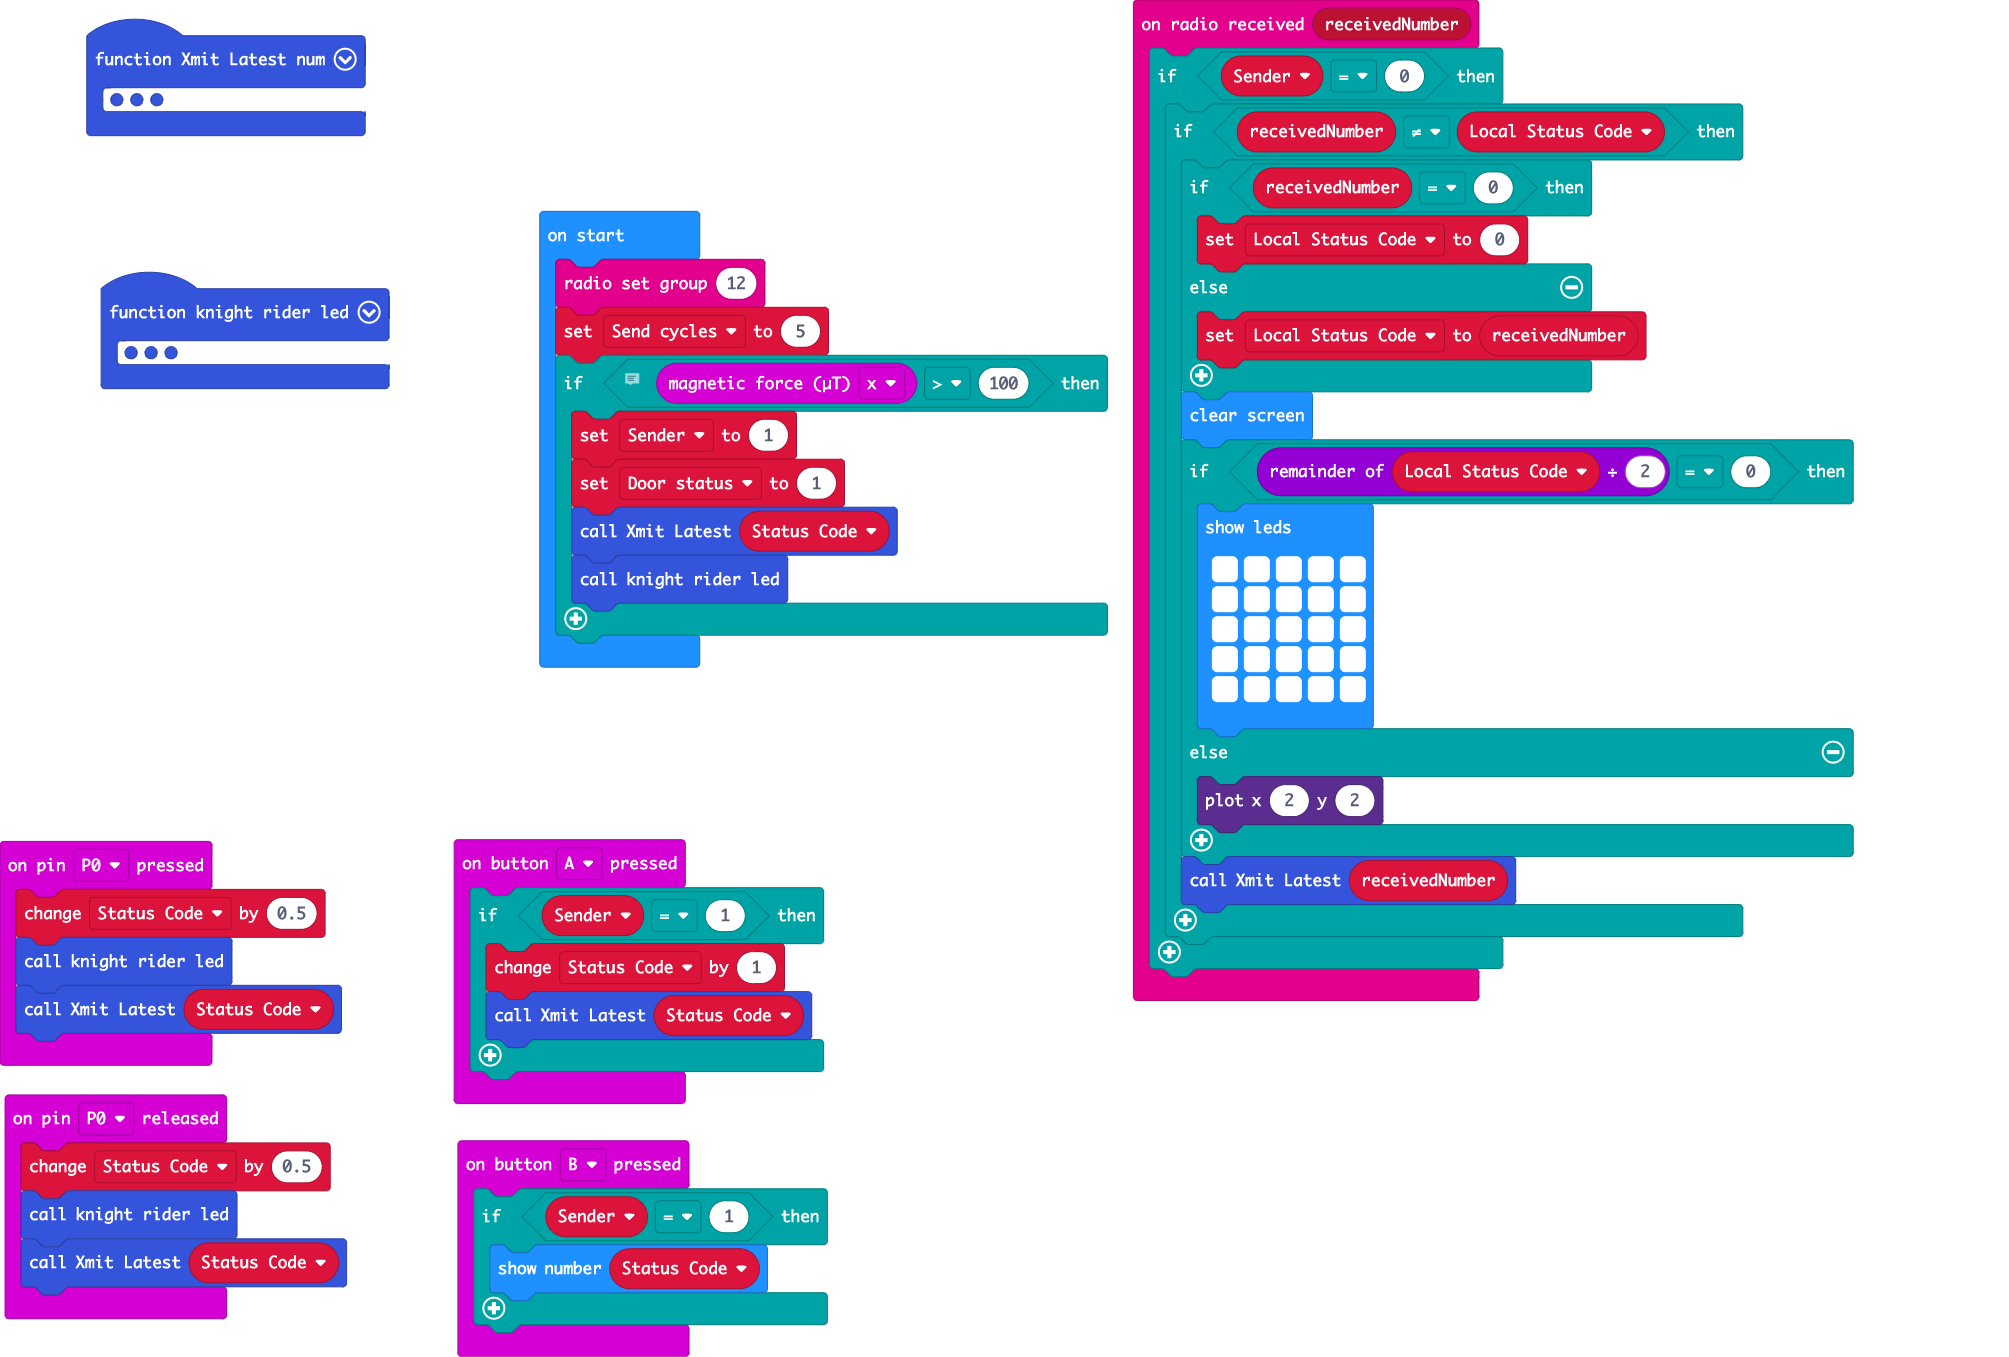 function Xmit Latest num
function knight rider led
on start
radio set group 12
set Send cycles to 5
if magnetic force (µT) x > 100 then
set Sender to 1
set Door status to 1
call Xmit Latest Status Code
call knight rider led
on radio received receivedNumber
if Sender = 0 then
if receivedNumber ≠ Local Status Code then
if receivedNumber = 0 then
set Local Status Code to 0
else
set Local Status Code to receivedNumber
clear screen
if remainder of Local Status Code ÷ 2 = 0 then
show leds
else
plot x 2 y 2
call Xmit Latest receivedNumber
on pin P0 pressed
change Status Code by 0.5
call knight rider led
call Xmit Latest Status Code
on pin P0 released
change Status Code by 0.5
call knight rider led
call Xmit Latest Status Code
on button A pressed
if Sender = 1 then
change Status Code by 1
call Xmit Latest Status Code
on button B pressed
if Sender = 1 then
show number Status Code